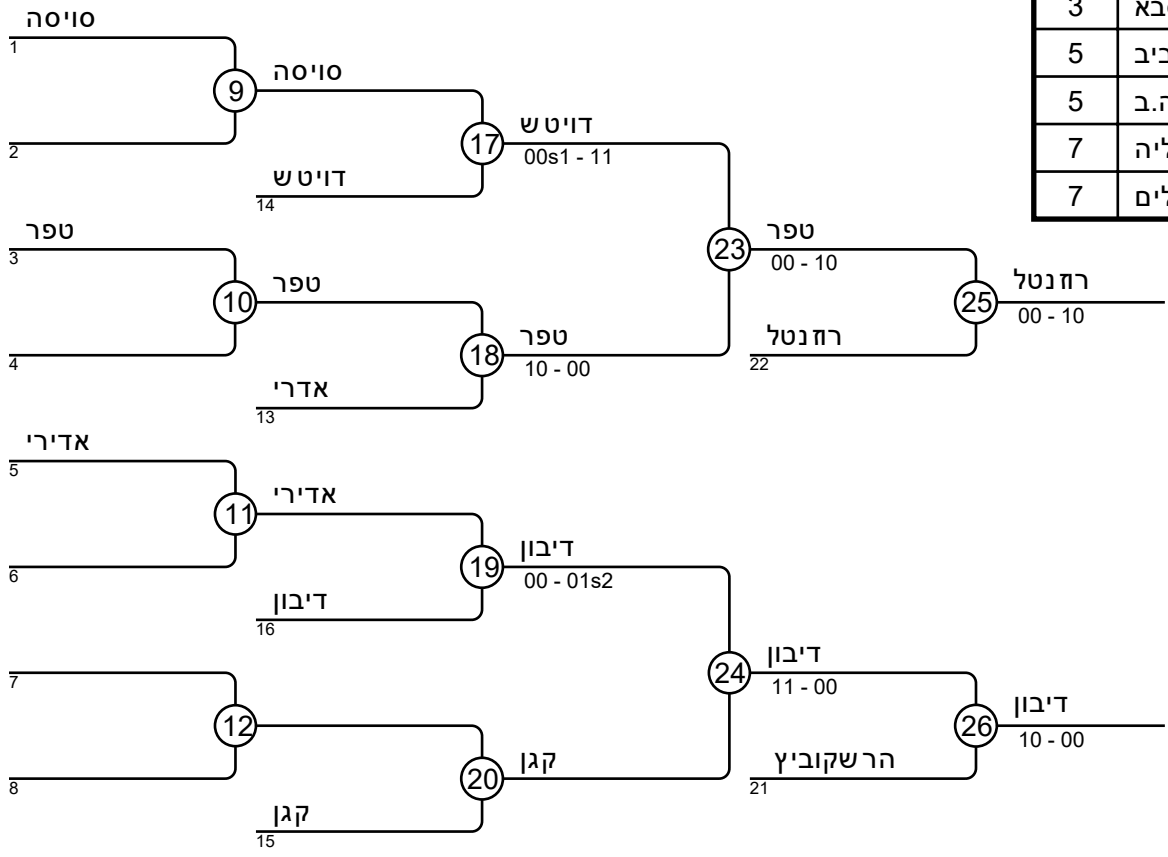 סויסה
1
9
סויסה
2
17
דויטש
00s1 - 11
דויטש
14
טפר
3
10
טפר
4
18
טפר
10 - 00
אדרי
13
23
טפר
00 - 10
רוזנטל
22
25
רוזנטל
00 - 10
אדירי
5
11
אדירי
6
19
דיבון
00 - 01s2
דיבון
16
7
12
8
20
קגן
קגן
15
24
דיבון
11 - 00
הרשקוביץ
21
26
דיבון
10 - 00
3
5
5
7
7